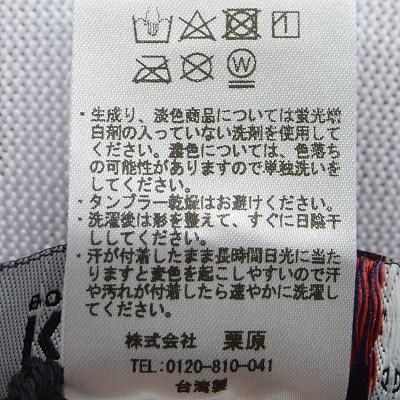 W
・生成り、淡色商品については蛍光増
白剤の入っていない洗剤を使用して
ください。濃色については、色落ち
の可能性がありますので単独洗いをし
てください。
・タンブラー乾燥はお避けください。
・洗濯後は形を整えて、すぐに日陰干
ししてください。
・汗が付着したまま長時間日光に当た
りますと変色を起こしやすいので汗
や汚れが付着したら速やかに洗濯し
てください。
株式会社 栗原
TEL:0120-810-041
台湾製